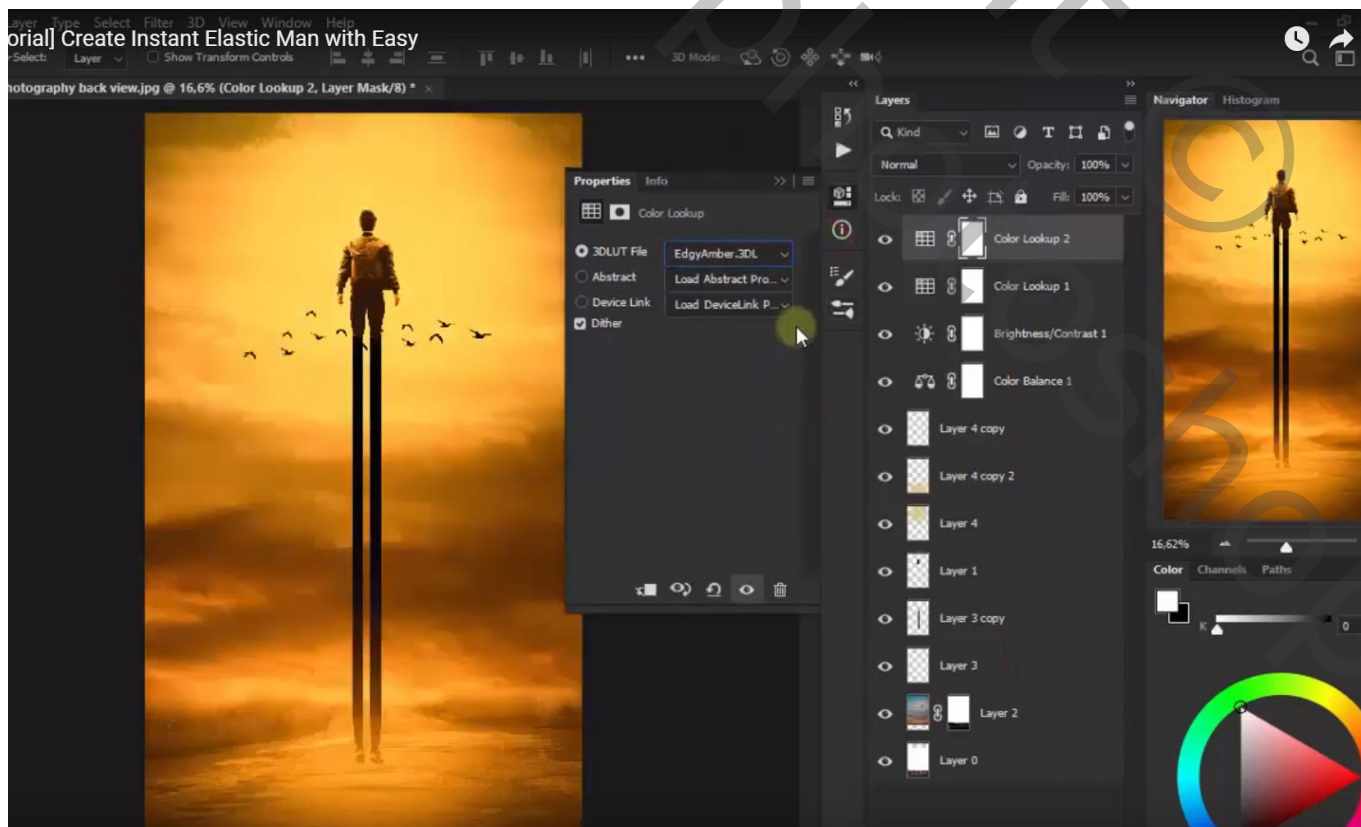 Layer Type Select Filter 3D View Window Help
orial] Create Instant Elastic Man with Easy
Select: Layer Show Transform Controls 3D Mode:
hotography back view.jpg @ 16,6% (Color Lookup 2, Layer Mask/8) *
Properties Info
Color Lookup
3DLUT File EdgyAmber.3DL
Abstract Load Abstract Pro...
Device Link Load DeviceLink P...
Dither
Layers
Kind
Normal Opacity: 100%
Lock: Fill: 100%
Color Lookup 2
Color Lookup 1
Brightness/Contrast 1
Color Balance 1
Layer 4 copy
Layer 4 copy 2
Layer 4
Layer 1
Layer 3 copy
Layer 3
Layer 2
Layer 0
Navigator Histogram
16,62%
Color Channels Paths
K 0